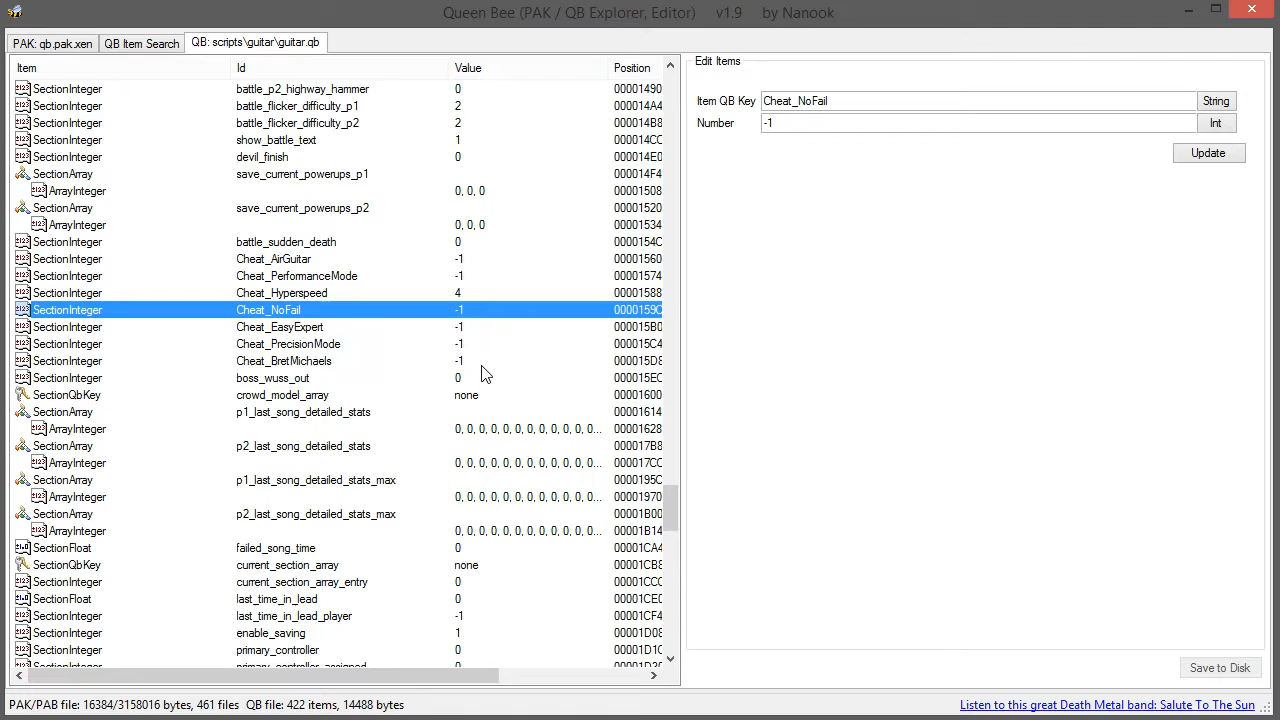 Queen Bee (PAK / QB Explorer, Editor) v1.9 by Nanook
PAK: qb.pak.xen QB Item Search QB: scripts\guitar\guitar.qb
Item Id Value Position
SectionInteger battle_p2_highway_hammer 0 00001490
SectionInteger battle_flicker_difficulty_p1 2 000014A4
SectionInteger battle_flicker_difficulty_p2 2 000014B8
SectionInteger show_battle_text 1 000014CC
SectionInteger devil_finish 0 000014E0
SectionArray save_current_powerups_p1 000014F4
ArrayInteger 0, 0, 0 00001508
SectionArray save_current_powerups_p2 00001520
ArrayInteger 0, 0, 0 00001534
SectionInteger battle_sudden_death 0 0000154C
SectionInteger Cheat_AirGuitar -1 00001560
SectionInteger Cheat_PerformanceMode -1 00001574
SectionInteger Cheat_Hyperspeed 4 00001588
SectionInteger Cheat_NoFail -1 0000159C
SectionInteger Cheat_EasyExpert -1 000015B0
SectionInteger Cheat_PrecisionMode -1 000015C4
SectionInteger Cheat_BretMichaels -1 000015D8
SectionInteger boss_wuss_out 0 000015EC
SectionQbKey crowd_model_array none 00001600
SectionArray p1_last_song_detailed_stats 00001614
ArrayInteger 0, 0, 0, 0, 0, 0, 0, 0, 0, 0, 0, 0... 00001628
SectionArray p2_last_song_detailed_stats 000017B8
ArrayInteger 0, 0, 0, 0, 0, 0, 0, 0, 0, 0, 0, 0... 000017CC
SectionArray p1_last_song_detailed_stats_max 0000195C
ArrayInteger 0, 0, 0, 0, 0, 0, 0, 0, 0, 0, 0, 0... 00001970
SectionArray p2_last_song_detailed_stats_max 00001B00
ArrayInteger 0, 0, 0, 0, 0, 0, 0, 0, 0, 0, 0, 0... 00001B14
SectionFloat failed_song_time 0 00001CA4
SectionQbKey current_section_array none 00001CB8
SectionInteger current_section_array_entry 0 00001CCC
SectionFloat last_time_in_lead 0 00001CE0
SectionInteger last_time_in_lead_player -1 00001CF4
SectionInteger enable_saving 1 00001D08
SectionInteger primary_controller 0 00001D1C
SectionInteger primary_controller_assigned 0 00001D30
Edit Items
Item QB Key Cheat_NoFail String
Number -1 Int
Update
Save to Disk
PAK/PAB file: 16384/3158016 bytes, 461 files QB file: 422 items, 14488 bytes
Listen to this great Death Metal band: Salute To The Sun